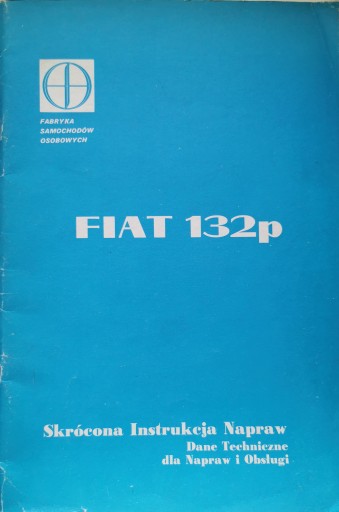 FABRYKA
SAMOCHODÓW
OSOBOWYCH
FIAT 132p
Skrócona Instrukcja Napraw
Dane Techniczne
dla Napraw i Obsługi